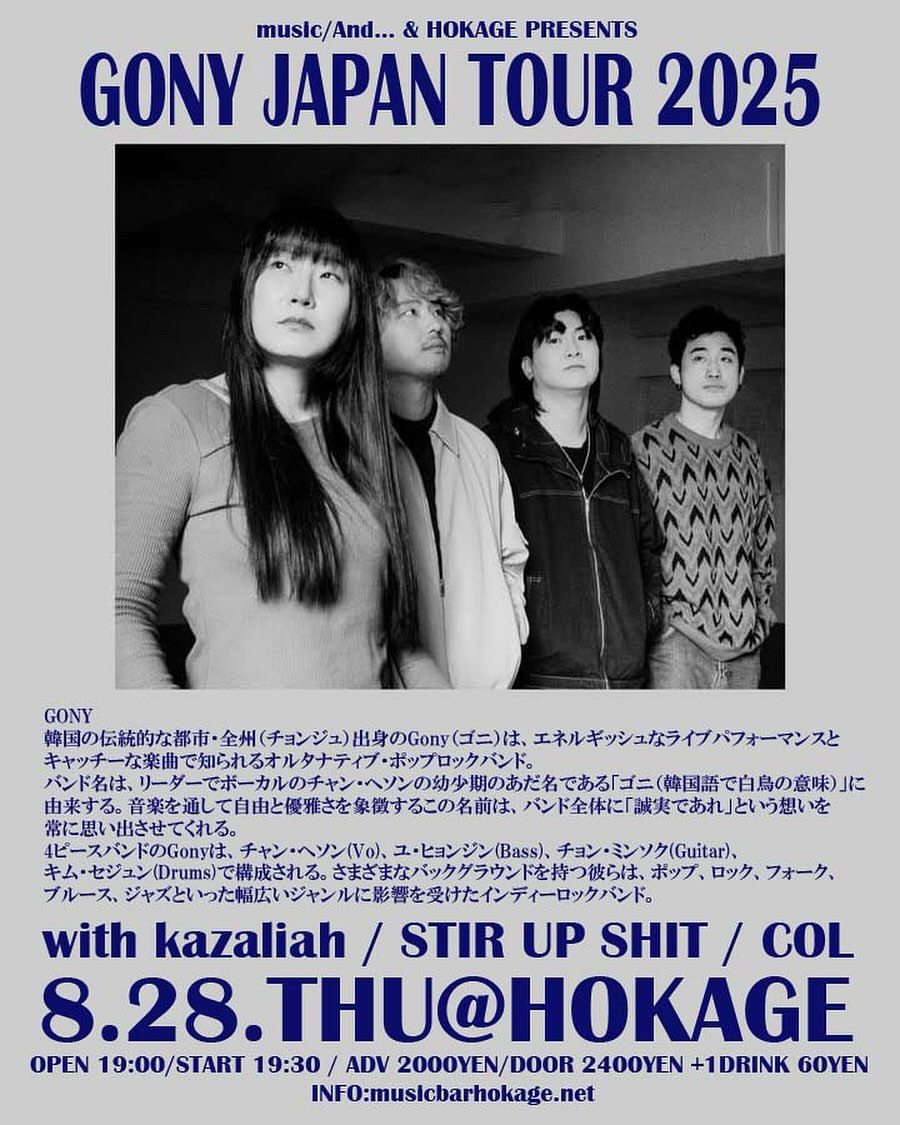 music/And... & HOKAGE PRESENTS
GONY JAPAN TOUR 2025
GONY
韓国の伝統的な都市・全州（チョンジュ）出身のGony（ゴニ）は、エネルギッシュなライブパフォーマンスと
キャッチーな楽曲で知られるオルタナティブ・ポップロックバンド。
バンド名は、リーダーでボーカルのチャン・ヘソンの幼少期のあだ名である「ゴニ（韓国語で白鳥の意味）」に
由来する。音楽を通して自由と優雅さを象徴するこの名前は、バンド全体に「誠実であれ」という想いを
常に思い出させてくれる。
4ピースバンドのGonyは、チャン・ヘソン(Vo)、ユ・ヒョンジン(Bass)、チョン・ミンソク(Guitar)、
キム・セジュン(Drums)で構成される。さまざまなバックグラウンドを持つ彼らは、ポップ、ロック、フォーク、
ブルース、ジャズといった幅広いジャンルに影響を受けたインディーロックバンド。
with kazaliah / STIR UP SHIT / COL
8.28.THU@HOKAGE
OPEN 19:00/START 19:30 / ADV 2000YEN/DOOR 2400YEN +1DRINK 60YEN
INFO:musicbarhokage.net